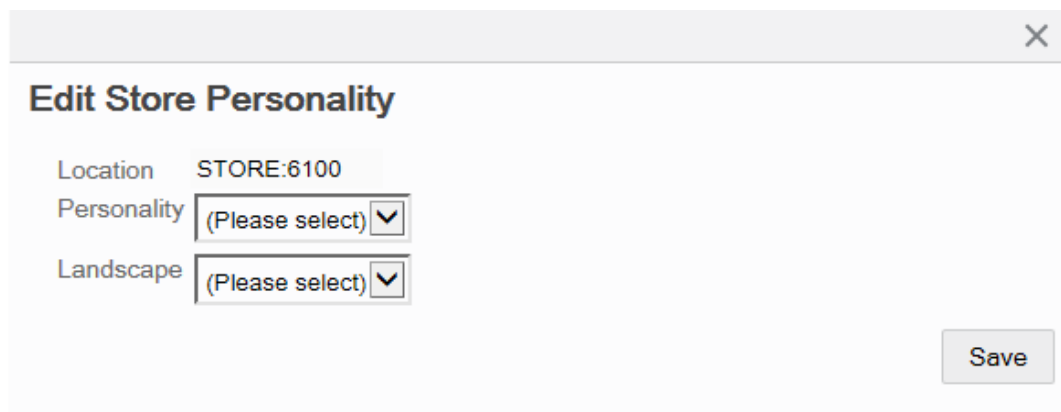 Edit Store Personality
Location STORE:6100
Personality (Please select)
Landscape (Please select)
Save